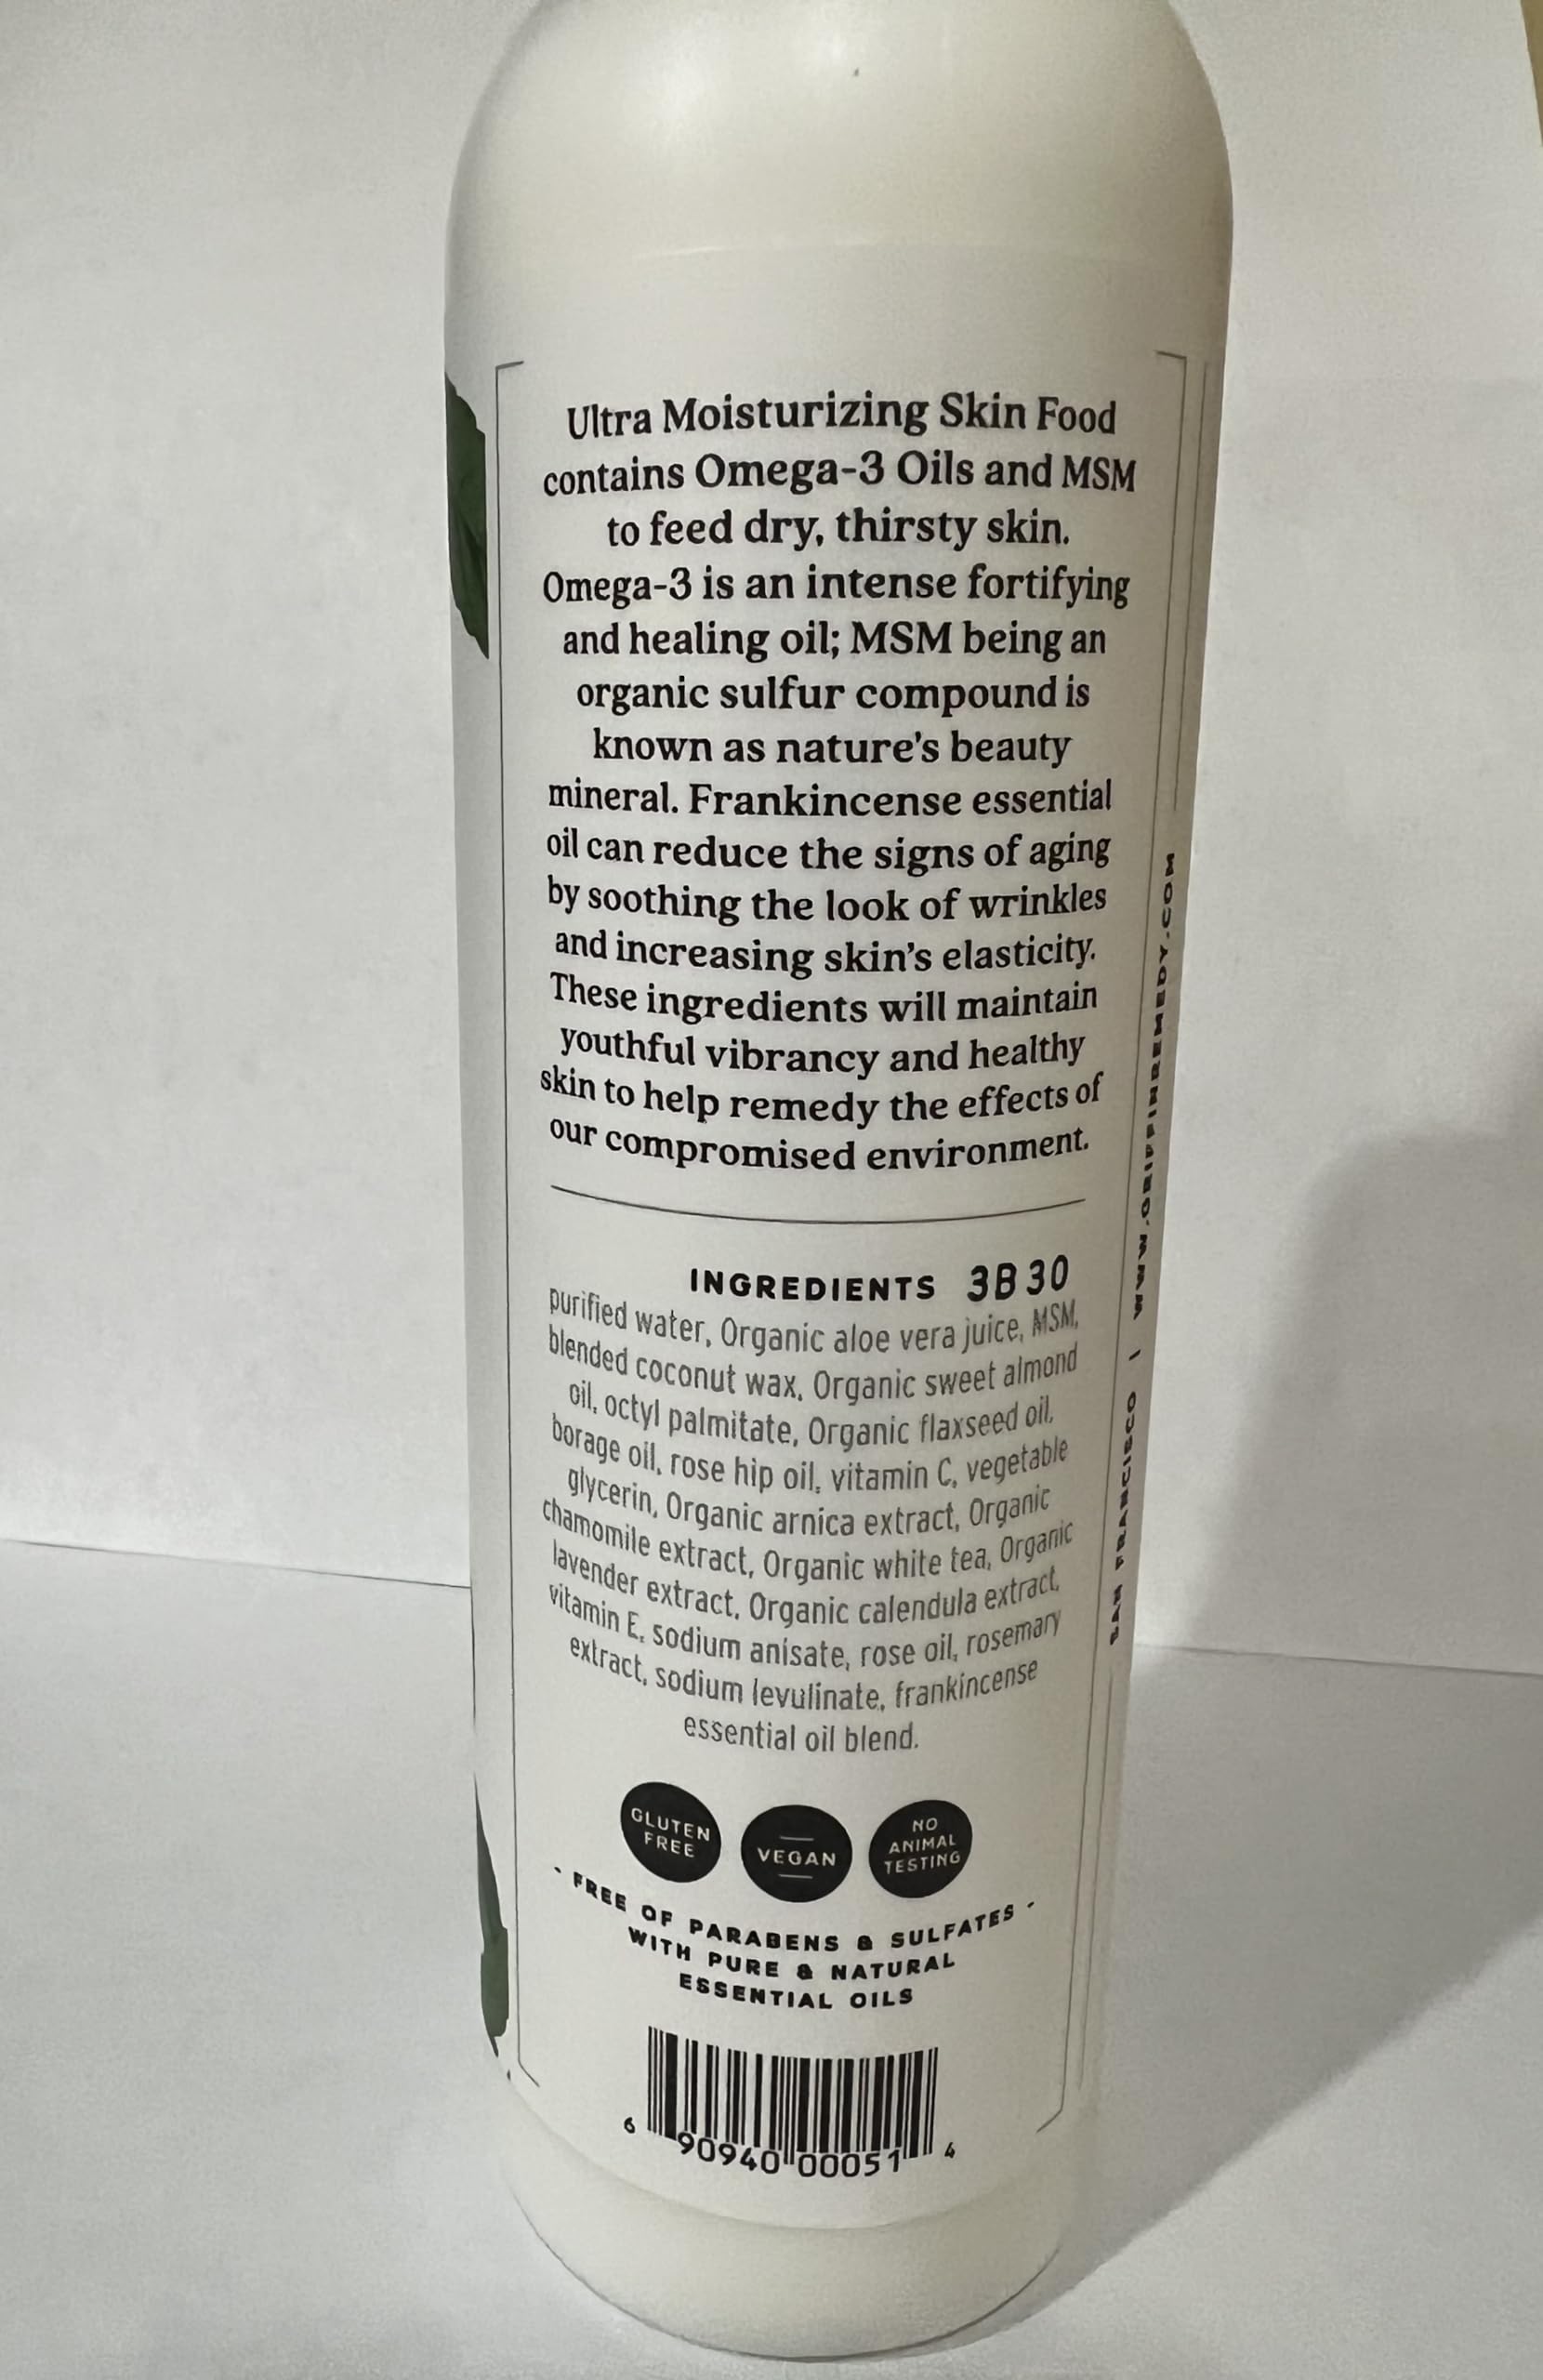 Ultra Moisturizing Skin Food
contains Omega-3 Oils and MSM
to feed dry, thirsty skin.
Omega-3 is an intense fortifying
and healing oil; MSM being an
organic sulfur compound is
known as nature's beauty
mineral. Frankincense essential
oil can reduce the signs of aging
by soothing the look of wrinkles
and increasing skin's elasticity.
These ingredients will maintain
youthful vibrancy and healthy
skin to help remedy the effects of
our compromised environment.
INGREDIENTS 3B30
purified water, Organic aloe vera juice, MSM,
blended coconut wax, Organic sweet almond
oil, octyl palmitate, Organic flaxseed oil,
borage oil, rose hip oil, vitamin C, vegetable
glycerin, Organic arnica extract, Organic
chamomile extract, Organic white tea, Organic
lavender extract, Organic calendula extract,
vitamin E, sodium anisate, rose oil, rosemary
extract, sodium levulinate, frankincense
essential oil blend.
GLUTEN
FREE
VEGAN
NO
ANIMAL
TESTING
- FREE OF PARABENS & SULFATES -
WITH PURE & NATURAL
ESSENTIAL OILS
6 90940 00051 4
SAN FRANCISCO | WWW.GRIFFINREMEDY.COM